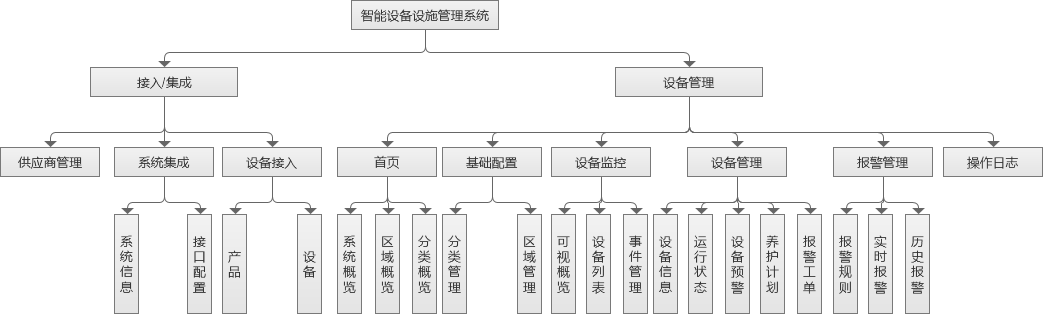 智能设备设施管理系统
接入/集成
设备管理
供应商管理
系统集成
设备接入
首页
基础配置
设备监控
设备管理
报警管理
操作日志
系统信息
接口配置
产品
设备
系统概览
区域概览
分类概览
分类管理
区域管理
可视概览
设备列表
事件管理
设备信息
运行状态
设备预警
养护计划
报警工单
报警规则
实时报警
历史报警